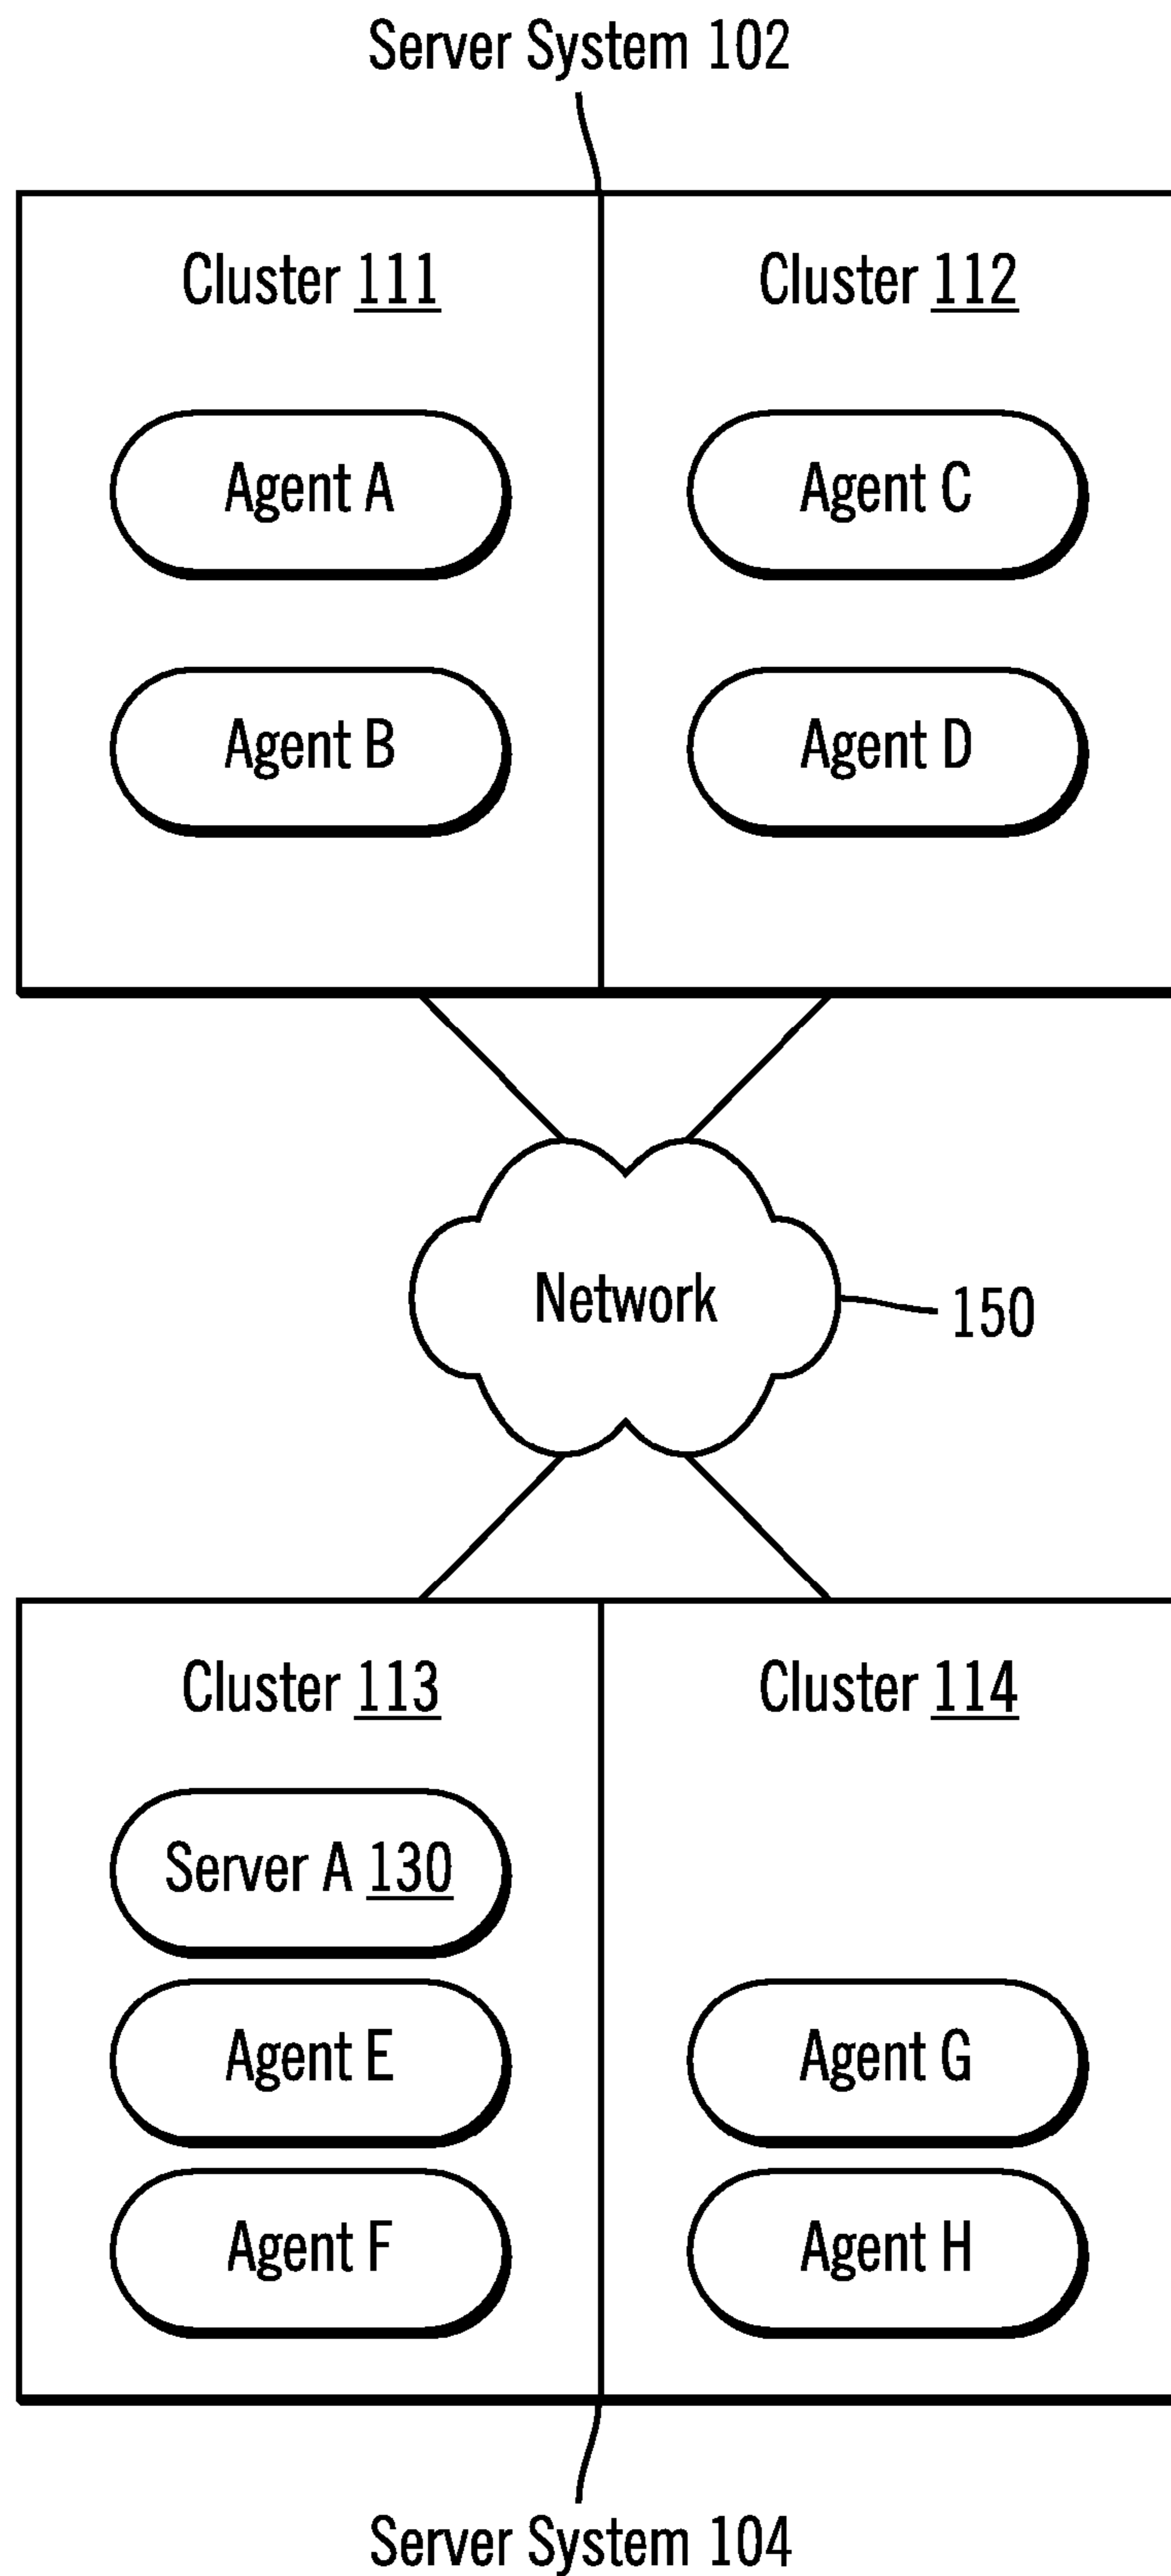 Server System 102
Cluster 111
Cluster 112
Agent A
Agent C
Agent B
Agent D
Network
150
Cluster 113
Cluster 114
Server A 130
Agent E
Agent G
Agent F
Agent H
Server System 104